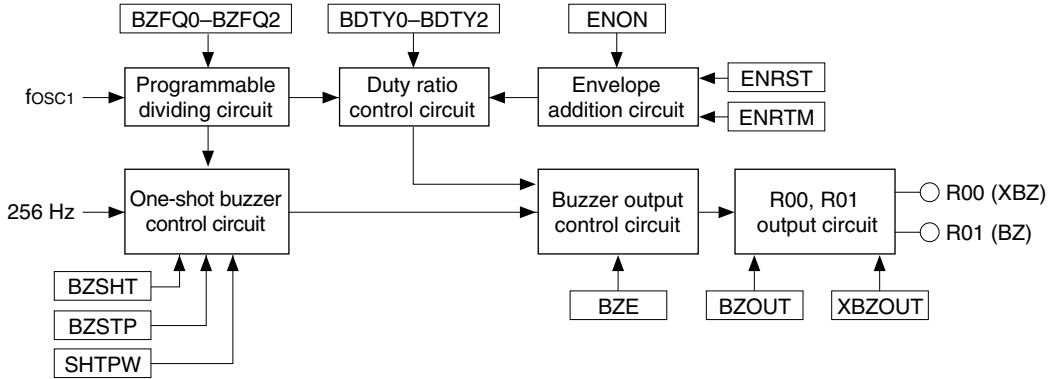 BZFQ0–BZFQ2
BDTY0–BDTY2
ENON
fOSC1
Programmable
dividing circuit
Duty ratio
control circuit
Envelope
addition circuit
ENRST
ENRTM
256 Hz
One-shot buzzer
control circuit
Buzzer output
control circuit
R00, R01
output circuit
R00 (XBZ)
R01 (BZ)
BZSHT
BZSTP
SHTPW
BZE
BZOUT
XBZOUT